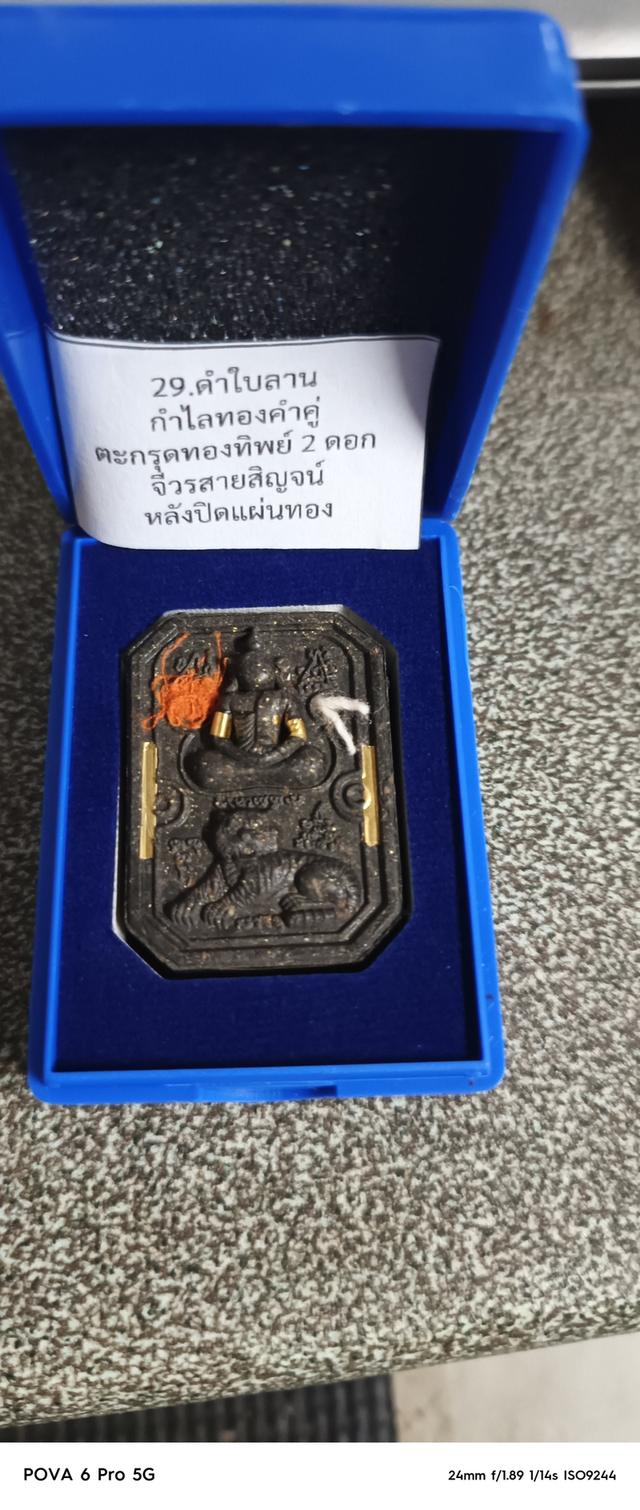 29.ดำใบลาน
กำไลทองคำคู่
ตะกรุดทองทิพย์ 2 ดอก
จีวรสายสิญจน์
หลังปิดแผ่นทอง
POVA 6 Pro 5G
24mm f/1.89 1/14s ISO9244